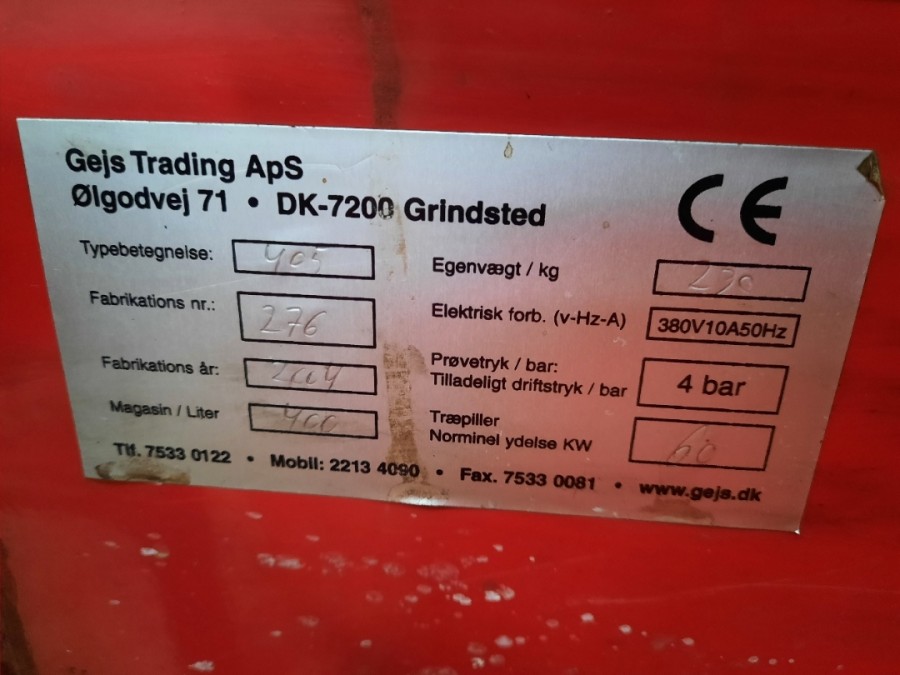 Gejs Trading ApS
Ølgodvej 71 • DK-7200 Grindsted
CE
Typebetegnelse: 405
Fabrikations nr.: 276
Fabrikations år: 2004
Magasin / Liter 400
Egenvægt / kg 230
Elektrisk forb. (v-Hz-A) 380V10A50Hz
Prøvetryk / bar:
Tilladeligt driftstryk / bar 4 bar
Træpiller
Norminel ydelse KW 60
Tlf. 7533 0122 • Mobil: 2213 4090 • Fax. 7533 0081 • www.gejs.dk